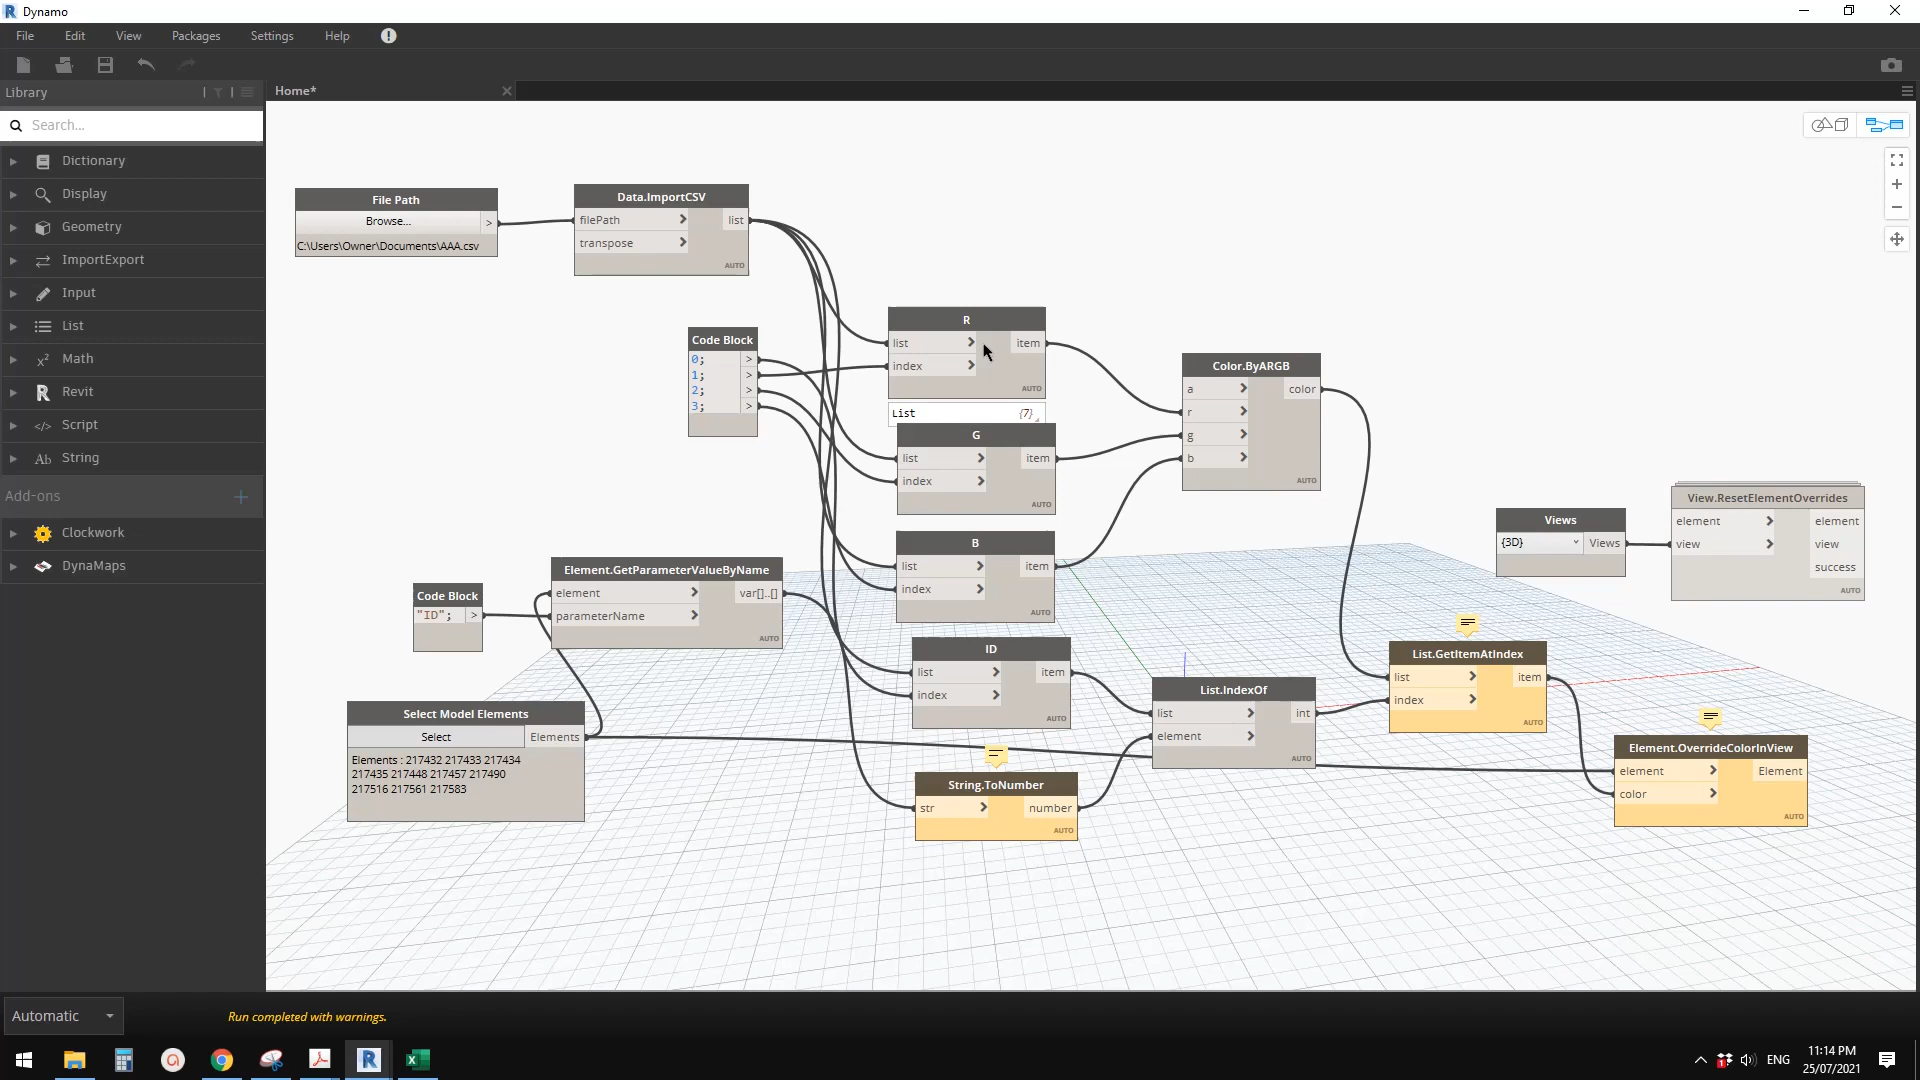 Dynamo
File Edit View Packages Settings Help
Library
Home*
Search...
Dictionary
Display
Geometry
ImportExport
Input
List
Math
Revit
Script
String
Add-ons
Clockwork
DynaMaps
File Path
Browse... >
C:\Users\Owner\Documents\AAA.csv
Data.ImportCSV
filePath > list
transpose >
AUTO
Code Block
0; >
1; >
2; >
3; >
R
list > item
index >
AUTO
List {7}
G
list > item
index >
AUTO
B
list > item
index >
AUTO
Color.ByARGB
a > color
r >
g >
b >
AUTO
Views
{3D} Views
View.ResetElementOverrides
element > element
view > view
success
AUTO
Code Block
"ID"; >
Element.GetParameterValueByName
element > var[]..[]
parameterName >
AUTO
ID
list > item
index >
AUTO
Select Model Elements
Select Elements
Elements : 217432 217433 217434
217435 217448 217457 217490
217516 217561 217583
String.ToNumber
str > number
AUTO
List.IndexOf
list > int
element >
AUTO
List.GetItemAtIndex
list > item
index >
AUTO
Element.OverrideColorInView
element > Element
color >
AUTO
Automatic
Run completed with warnings.
ENG
11:14 PM
25/07/2021